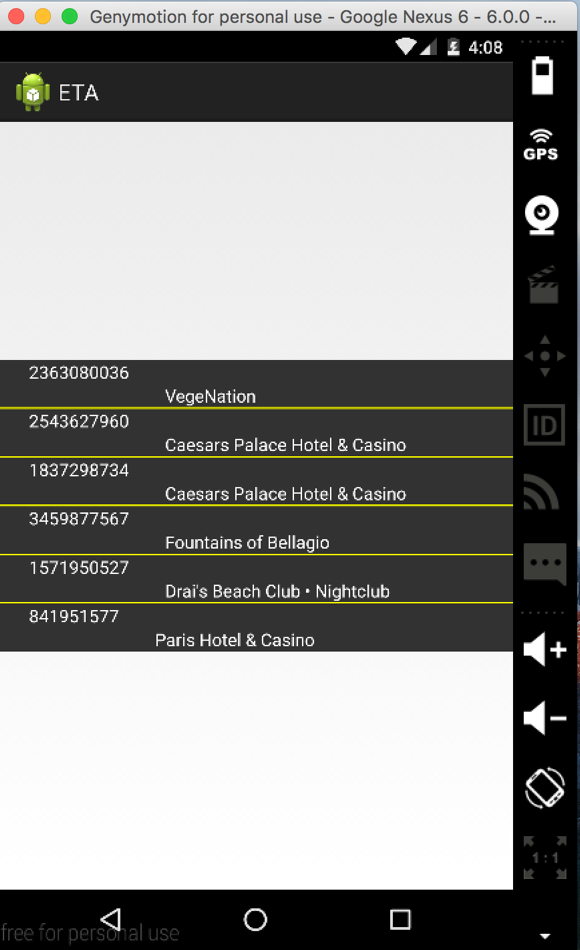 Genymotion for personal use - Google Nexus 6 - 6.0.0 -...
4:08
ETA
GPS
2363080036
VegeNation
2543627960
Caesars Palace Hotel & Casino
1837298734
Caesars Palace Hotel & Casino
ID
3459877567
Fountains of Bellagio
1571950527
Drai's Beach Club • Nightclub
841951577
Paris Hotel & Casino
1:1
free for personal use